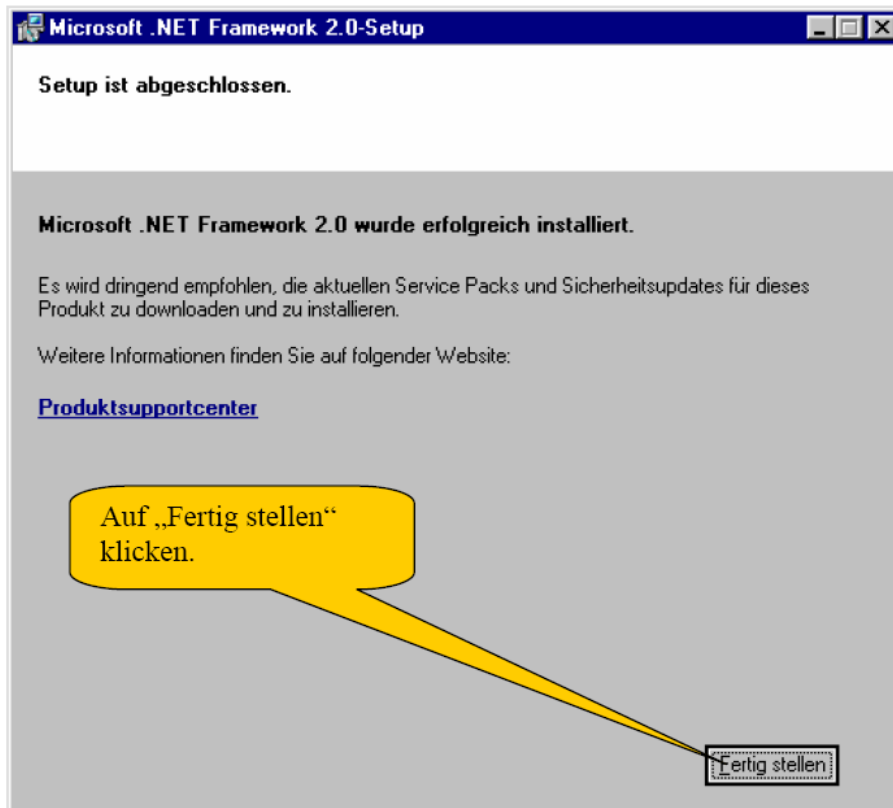 Microsoft .NET Framework 2.0-Setup
Setup ist abgeschlossen.
Microsoft .NET Framework 2.0 wurde erfolgreich installiert.
Es wird dringend empfohlen, die aktuellen Service Packs und Sicherheitsupdates für dieses
Produkt zu downloaden und zu installieren.
Weitere Informationen finden Sie auf folgender Website:
Produktsupportcenter
Auf „Fertig stellen“
klicken.
Fertig stellen